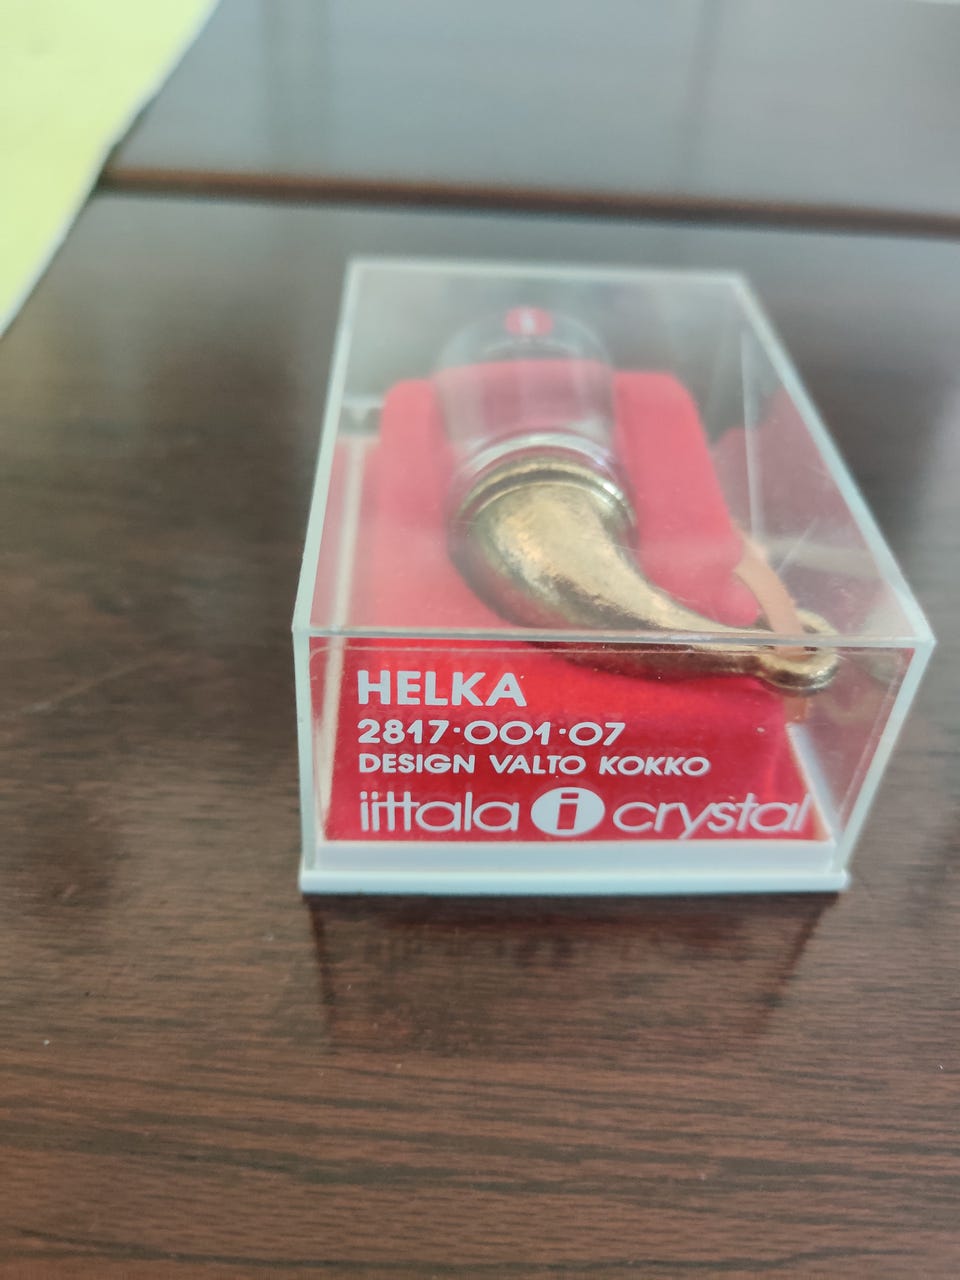 i
HELKA
2817·001·07
DESIGN VALTO KOKKO
iittala i crystal